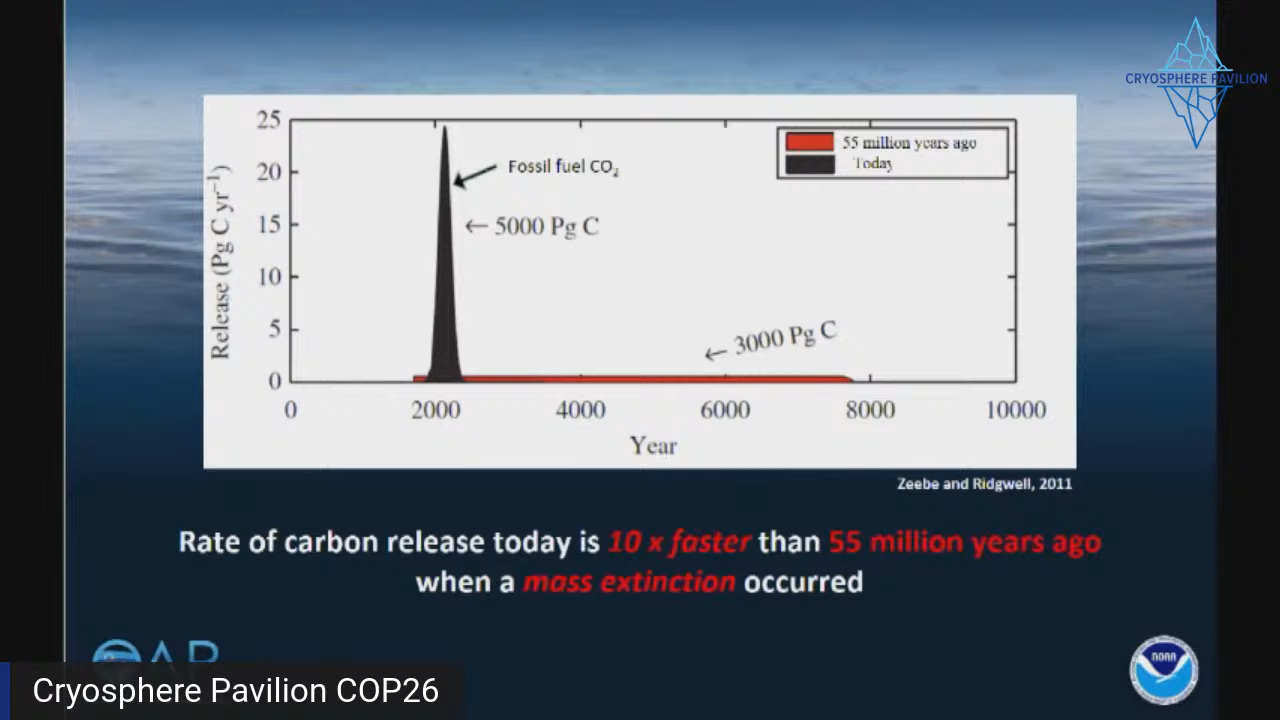 CRYOSPHERE PAVILION
25
20
15
10
5
0
Release (Pg C yr⁻¹)
Fossil fuel CO₂
← 5000 Pg C
← 3000 Pg C
55 million years ago
Today
0 2000 4000 6000 8000 10000
Year
Zeebe and Ridgwell, 2011
Rate of carbon release today is 10 x faster than 55 million years ago
when a mass extinction occurred
NOAA
Cryosphere Pavilion COP26